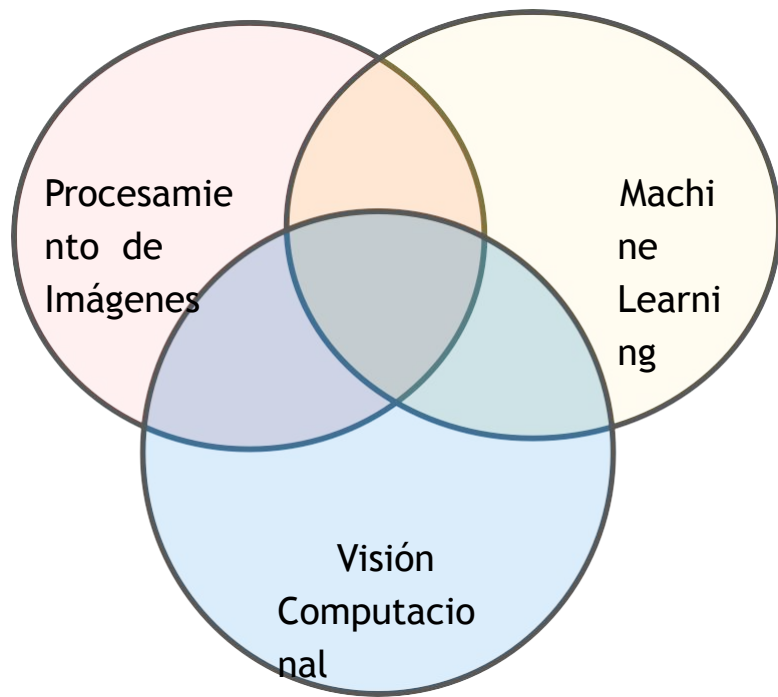 Procesamie
nto de
Imágenes
Machi
ne
Learni
ng
Visión
Computacio
nal